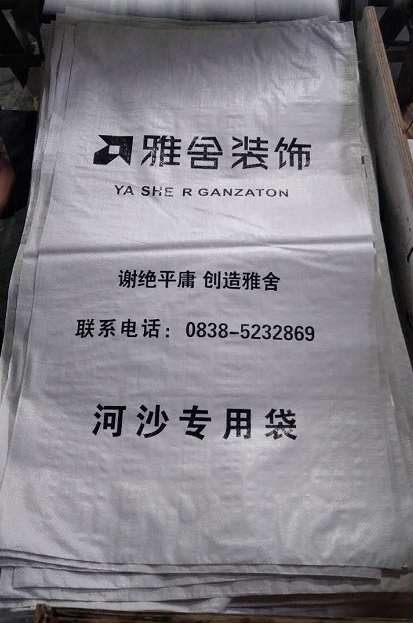 雅舍装饰
YA SHE R GANZATON
谢绝平庸 创造雅舍
联系电话：0838-5232869
河沙专用袋